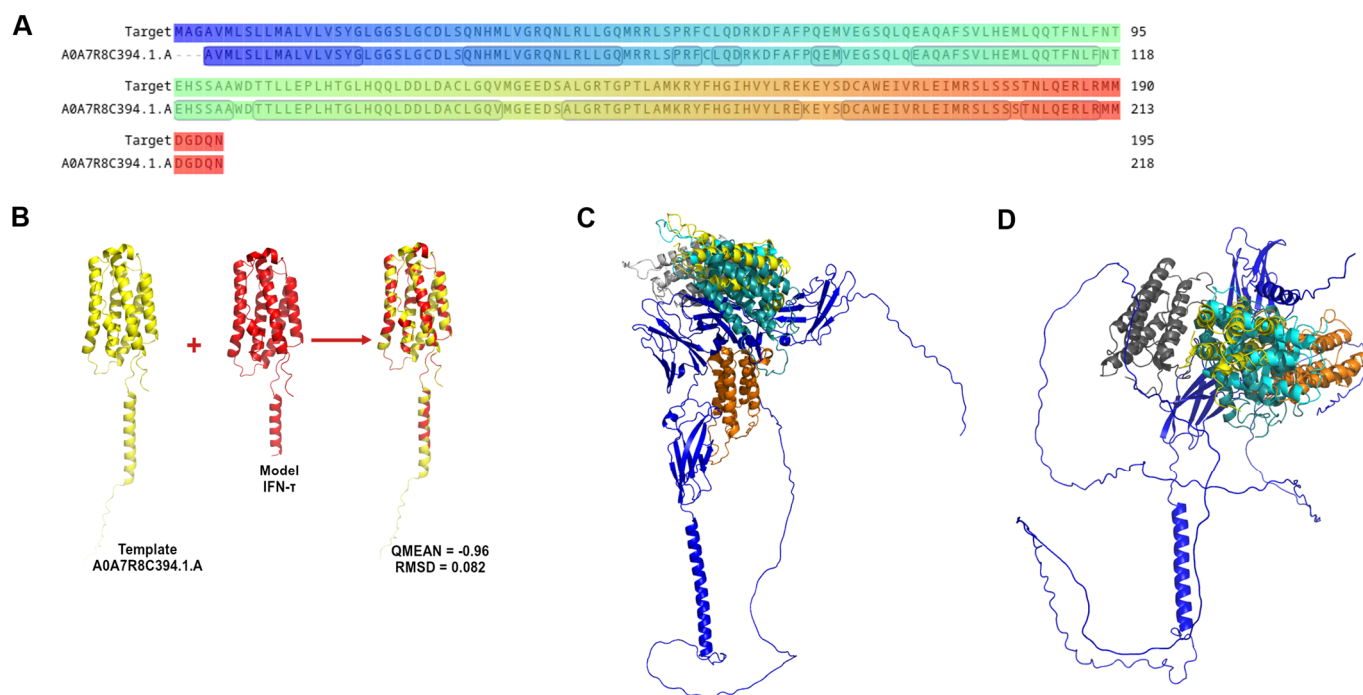 A
Target MAGAVMLSLLMALVLVSYGLGGSLGCDLSQNHMLVGRQNLRLLGQMRRLSPRFCLQDRKDFAFPQEMVEGSQLQEAQAFSVLHEMLQQTFNLFNT 95
A0A7R8C394.1.A ---AVMLSLLMALVLVSYGLGGSLGCDLSQNHMLVGRQNLRLLGQMRRLSPRFCLQDRKDFAFPQEMVEGSQLQEAQAFSVLHEMLQQTFNLFNT 118
Target EHSSAAWDTTLLEPLHTGLHQQLDDLDACLGQVMGEEDSALGRTGPTLAMKRYFHGIHVYLREKEYSDCAWEIVRLEIMRSLSSSTNLQERLRMM 190
A0A7R8C394.1.A EHSSAAWDTTLLEPLHTGLHQQLDDLDACLGQVMGEEDSALGRTGPTLAMKRYFHGIHVYLREKEYSDCAWEIVRLEIMRSLSSSTNLQERLRMM 213
Target DGDQN 195
A0A7R8C394.1.A DGDQN 218
B
+
Template
A0A7R8C394.1.A
Model
IFN-τ
QMEAN = -0.96
RMSD = 0.082
C
D